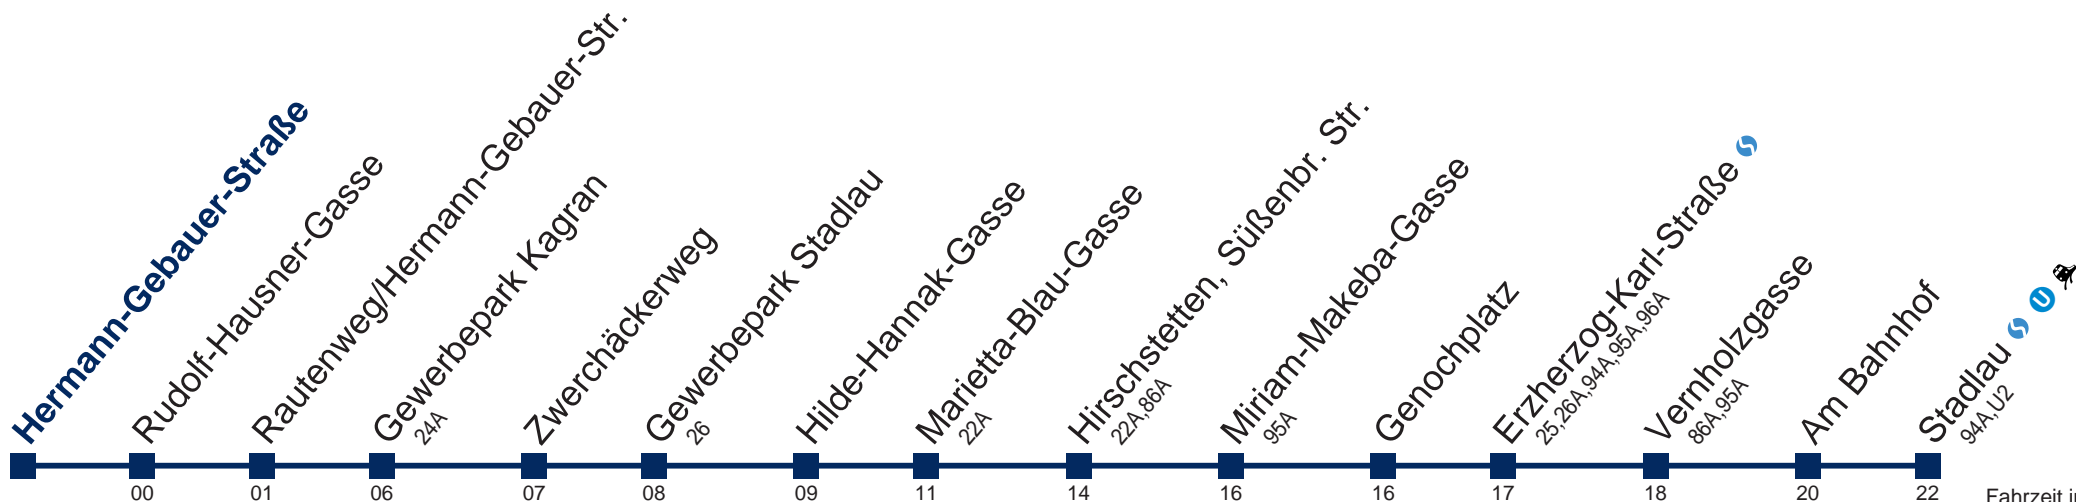 Hermann-Gebauer-Straße
Rudolf-Hausner-Gasse
00
Rautenweg/Hermann-Gebauer-Str.
01
Gewerbepark Kagran
24A
06
Zwerchäckerweg
07
Gewerbepark Stadlau
26
08
Hilde-Hannak-Gasse
09
Marietta-Blau-Gasse
22A
11
Hirschstetten, Süßenbr. Str.
22A,86A
14
Miriam-Makeba-Gasse
95A
16
Genochplatz
16
Erzherzog-Karl-Straße
25,26A,94A,95A,96A
17
Vernholzgasse
86A,95A
18
Am Bahnhof
20
Stadlau U
94A,U2
22
Fahrzeit